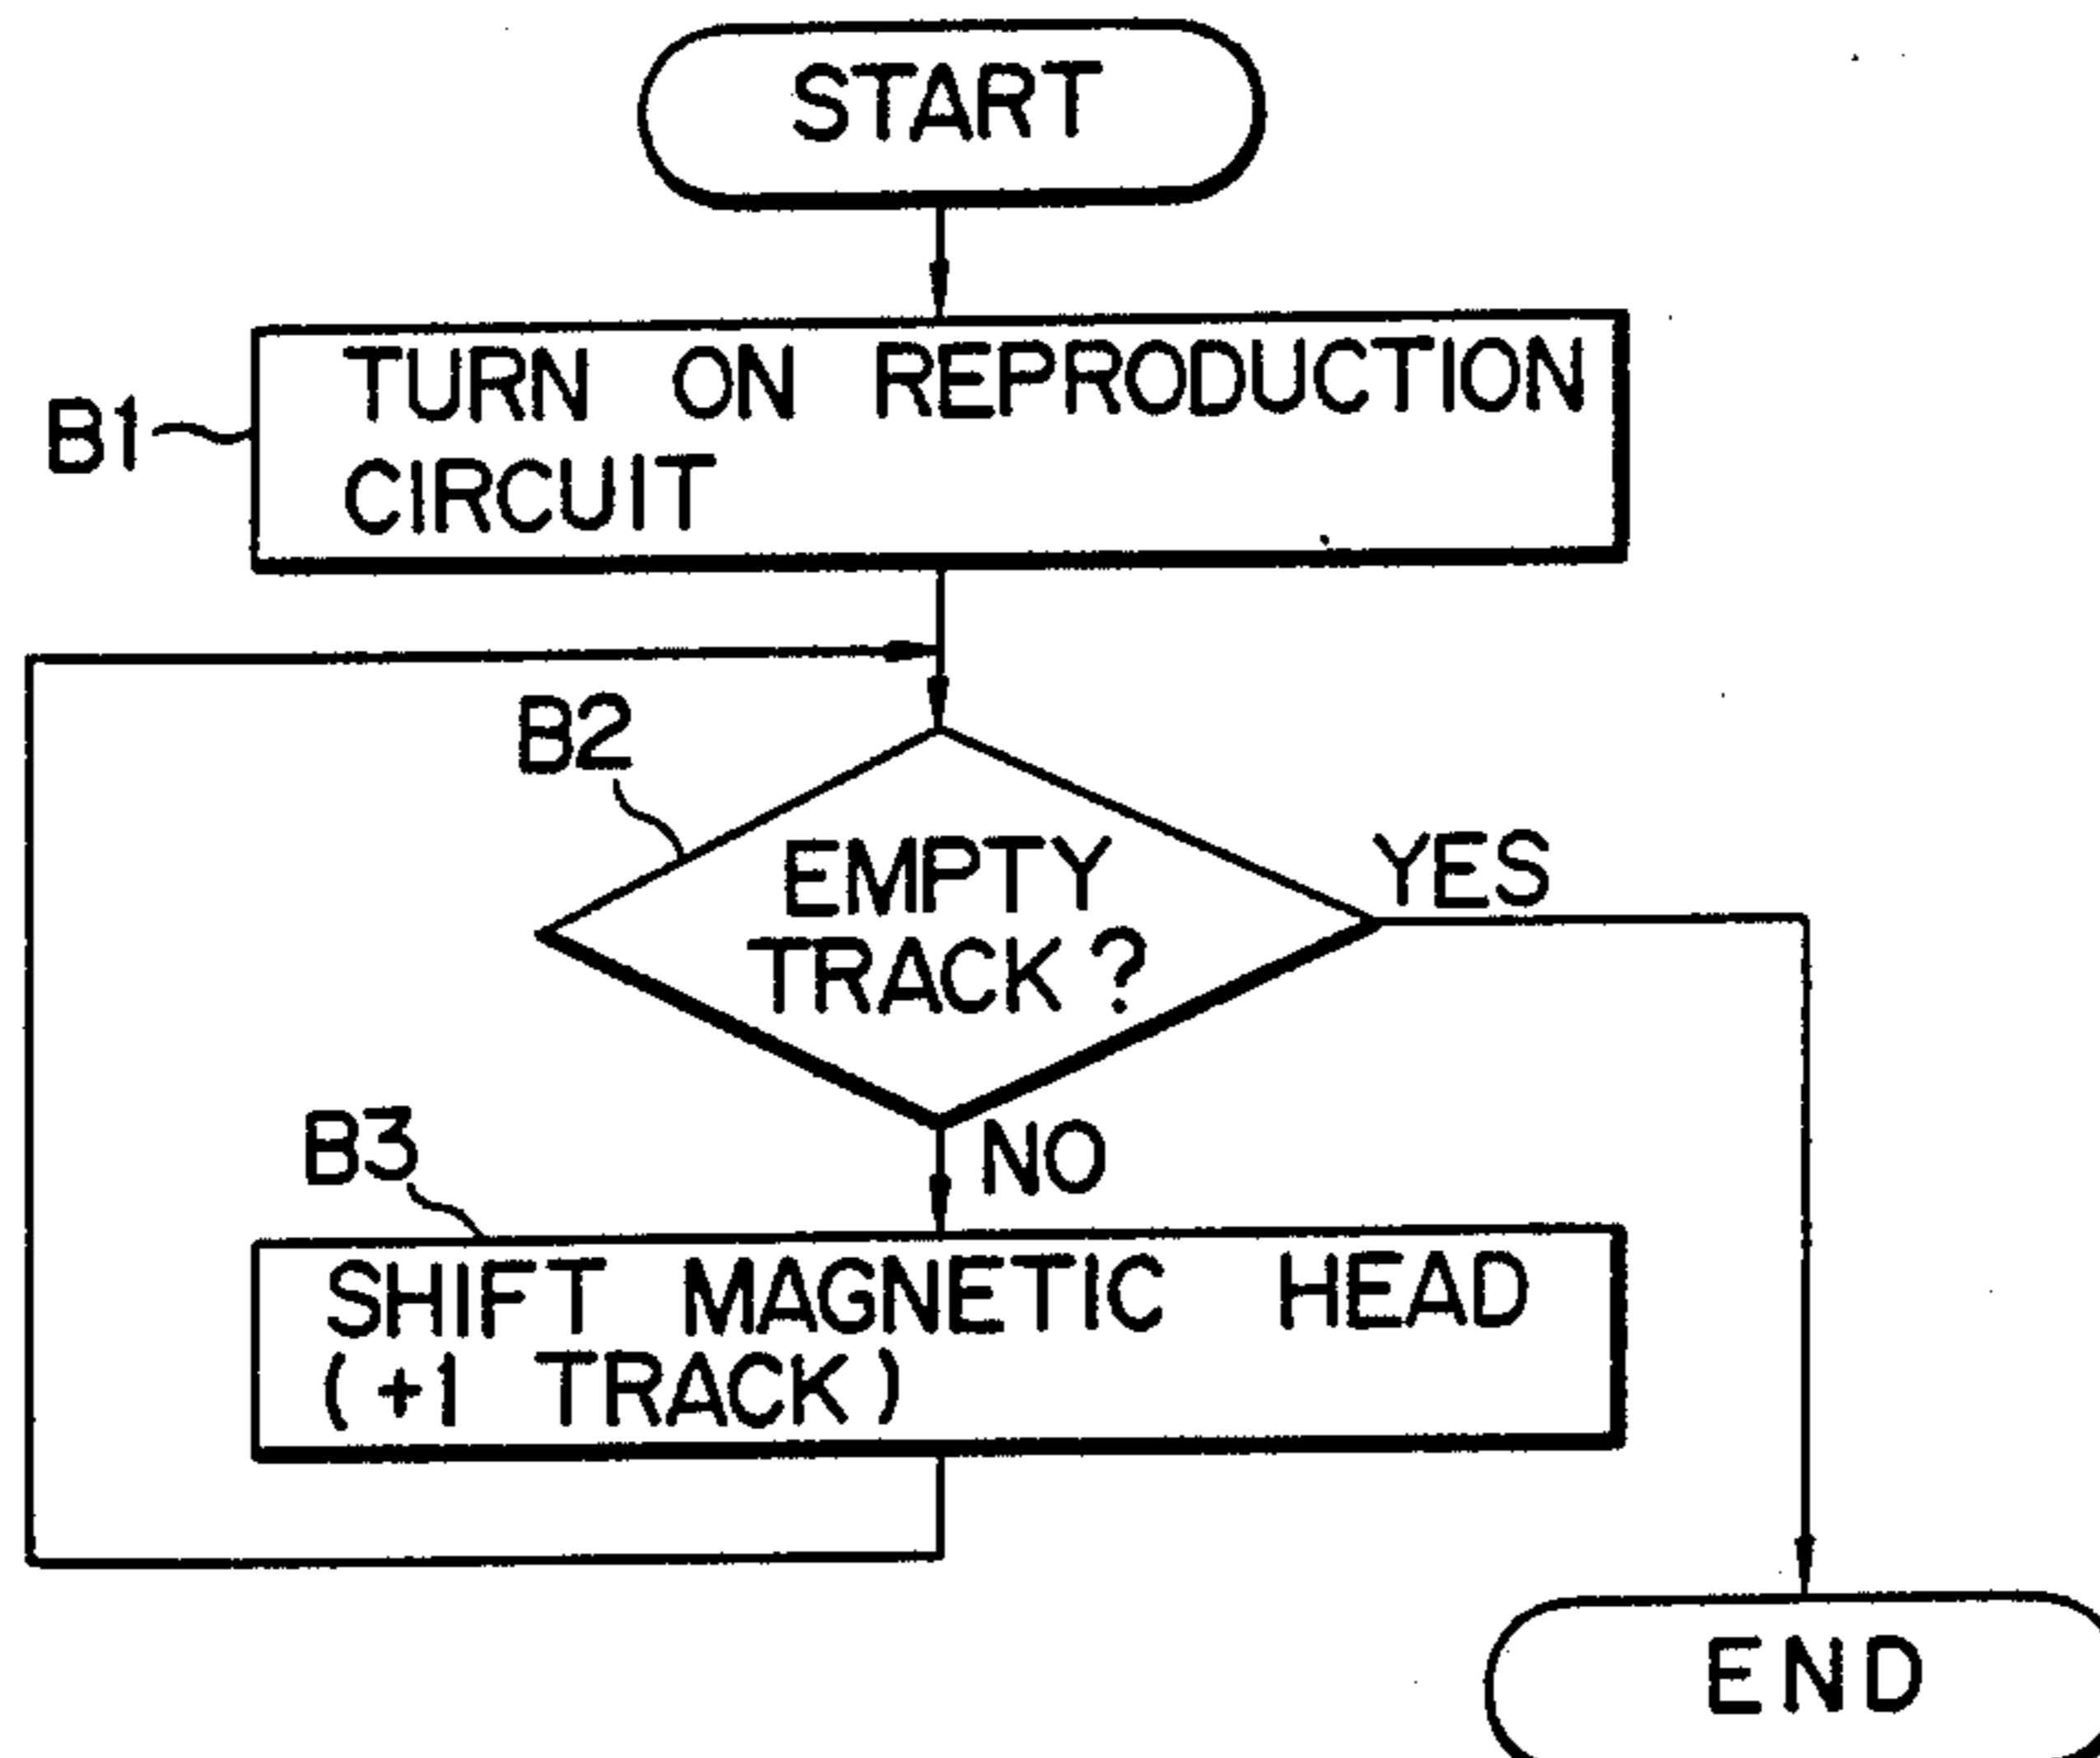 START
B1
TURN ON REPRODUCTION
CIRCUIT
B2
EMPTY
TRACK?
YES
NO
B3
SHIFT MAGNETIC HEAD
(+1 TRACK)
END